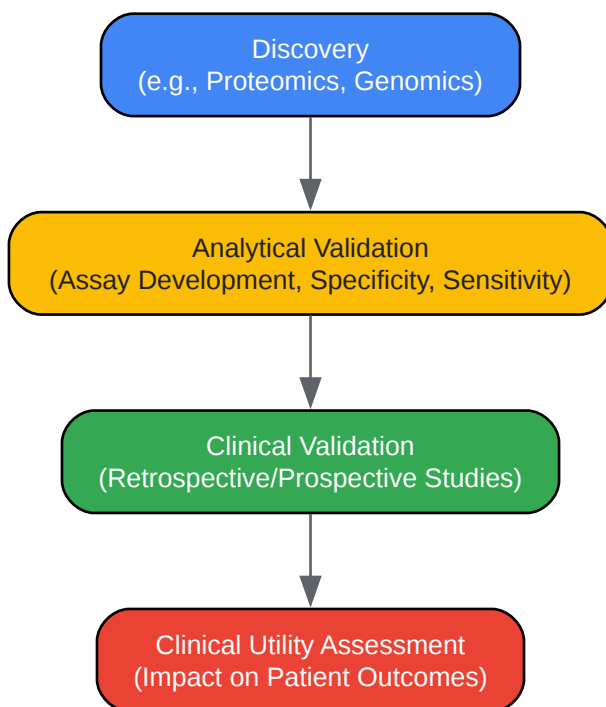 Discovery
(e.g., Proteomics, Genomics)
Analytical Validation
(Assay Development, Specificity, Sensitivity)
Clinical Validation
(Retrospective/Prospective Studies)
Clinical Utility Assessment
(Impact on Patient Outcomes)